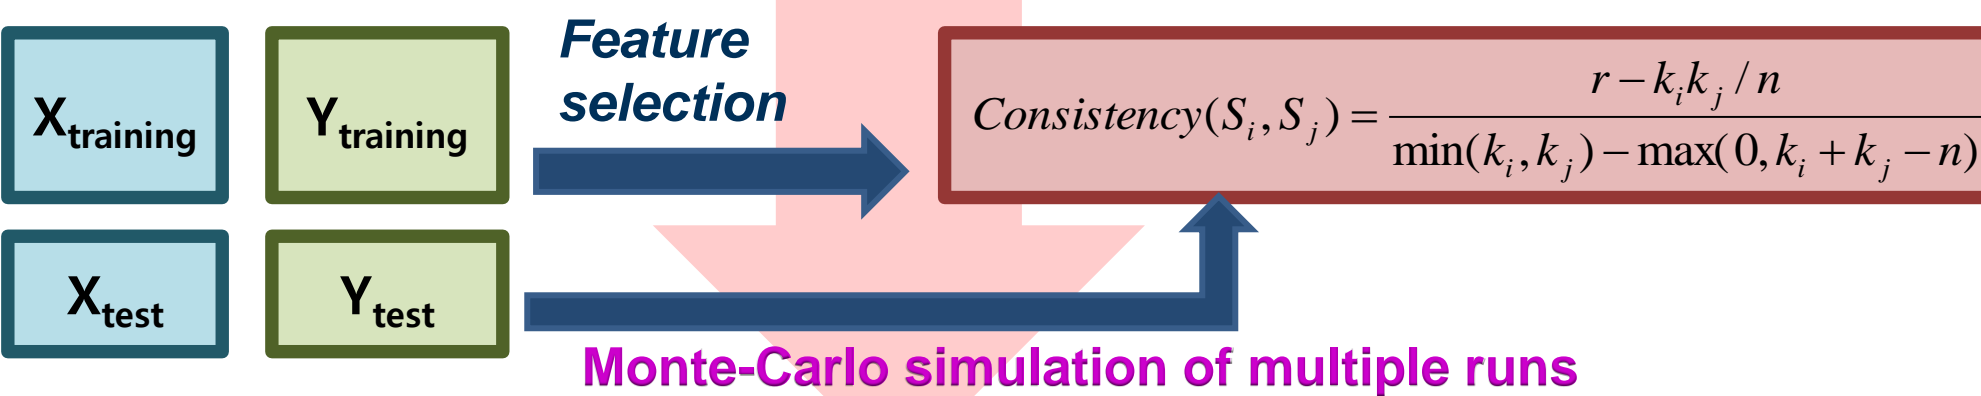 X_training
Y_training
Feature
selection
Consistency(S_i, S_j) = \frac{r - k_i k_j / n}{\min(k_i, k_j) - \max(0, k_i + k_j - n)}
X_test
Y_test
Monte-Carlo simulation of multiple runs